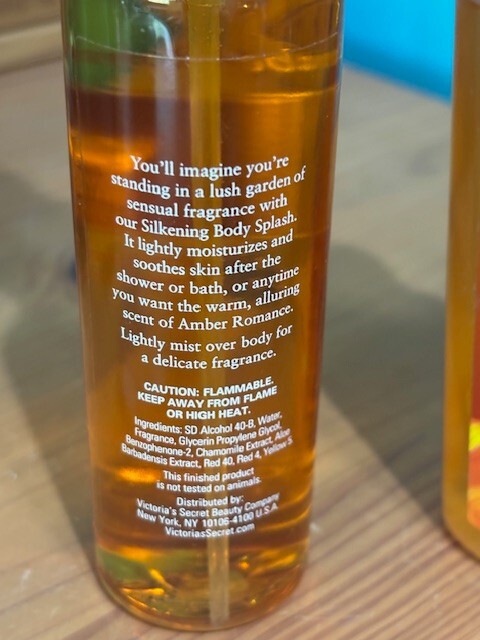 You'll imagine you're
standing in a lush garden of
sensual fragrance with
our Silkening Body Splash.
It lightly moisturizes and
soothes skin after the
shower or bath, or anytime
you want the warm, alluring
scent of Amber Romance.
Lightly mist over body for
a delicate fragrance.
CAUTION: FLAMMABLE.
KEEP AWAY FROM FLAME
OR HIGH HEAT.
Ingredients: SD Alcohol 40-B, Water,
Fragrance, Glycerin Propylene Glycol,
Benzophenone-2, Chamomile Extract, Aloe
Barbadensis Extract, Red 40, Red 4, Yellow 5
This finished product
is not tested on animals.
Distributed by:
Victoria's Secret Beauty Company
New York, NY 10106-4100 U.S.A.
VictoriasSecret.com